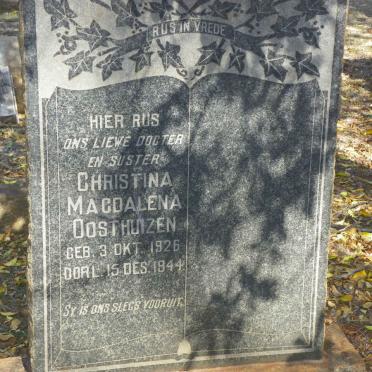 RUS IN VREDE
HIER RUS
ONS LIEWE DOGTER
EN SUSTER
CHRISTINA
MAGDALENA
OOSTHUIZEN
GEB. 3 OKT. 1926
OORL. 15 DES. 1944
SY IS ONS SLEGS VOORUIT.